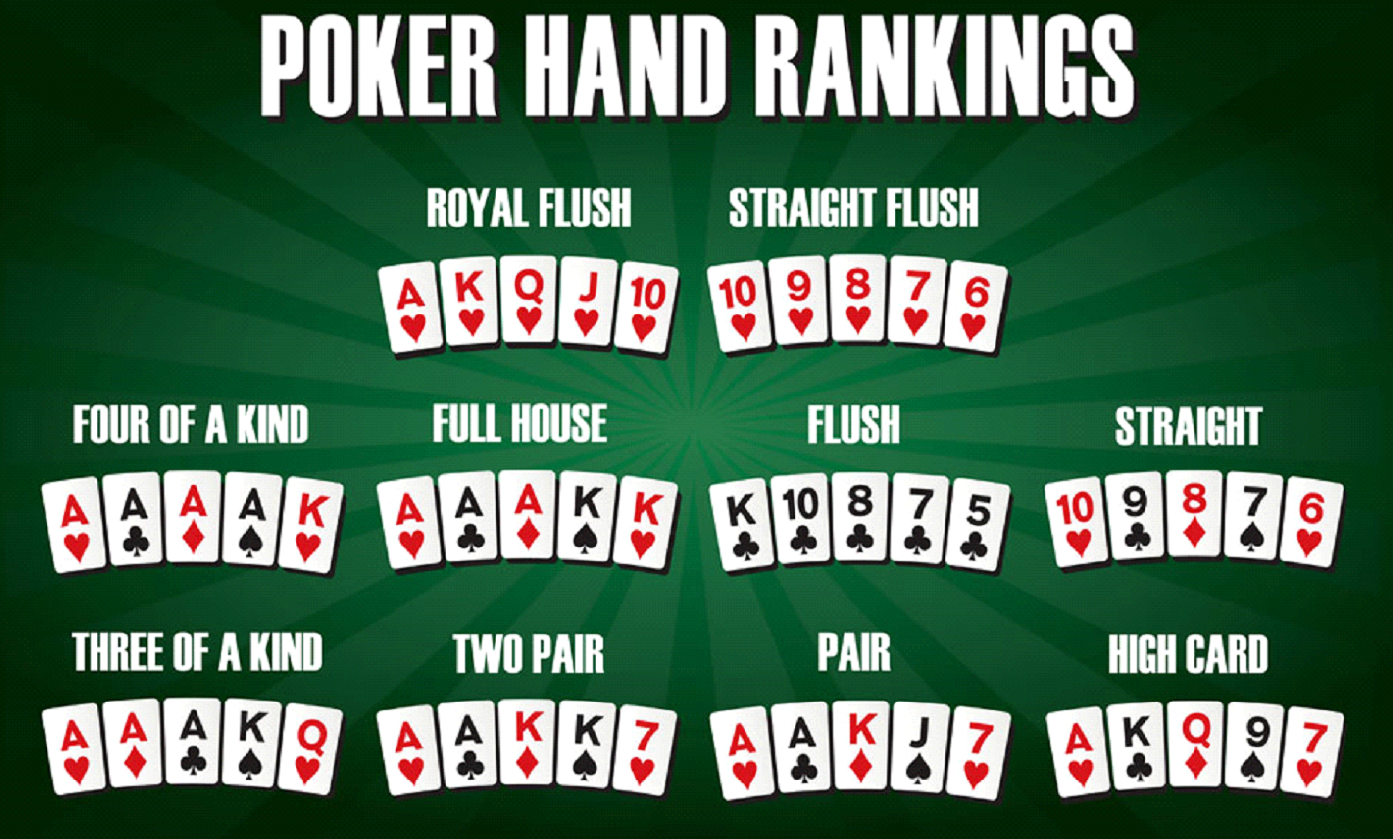 POKER HAND RANKINGS
ROYAL FLUSH
A K Q J 10
STRAIGHT FLUSH
10 9 8 7 6
FOUR OF A KIND
A A A A K
FULL HOUSE
A A A K K
FLUSH
K 10 8 7 5
STRAIGHT
10 9 8 7 6
THREE OF A KIND
A A A K Q
TWO PAIR
A A K K 7
PAIR
A A K J 7
HIGH CARD
A K Q 9 7